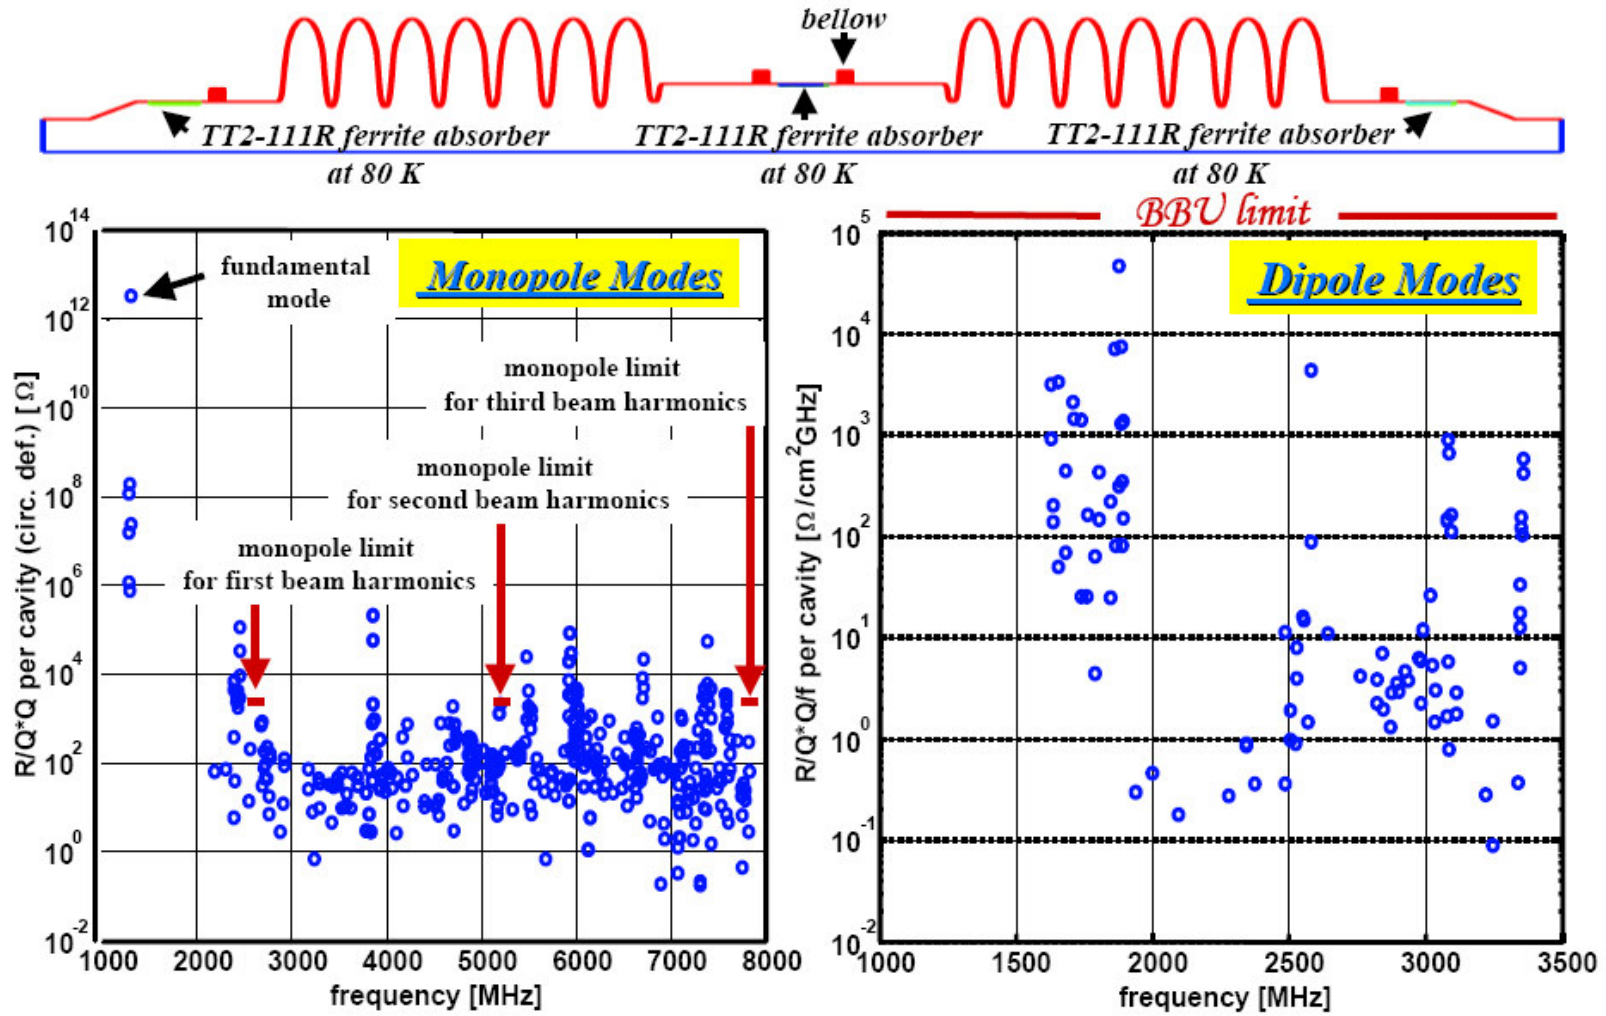 bellow
TT2-111R ferrite absorber
at 80 K
TT2-111R ferrite absorber
at 80 K
TT2-111R ferrite absorber
at 80 K
Monopole Modes
fundamental
mode
monopole limit
for third beam harmonics
monopole limit
for second beam harmonics
monopole limit
for first beam harmonics
R/Q*Q per cavity (circ. def.) [Ω]
10^14
10^12
10^10
10^8
10^6
10^4
10^2
10^0
10^-2
1000 2000 3000 4000 5000 6000 7000 8000
frequency [MHz]
BBU limit
Dipole Modes
R/Q*Q/f per cavity [Ω/cm^2GHz]
10^5
10^4
10^3
10^2
10^1
10^0
10^-1
10^-2
1000 1500 2000 2500 3000 3500
frequency [MHz]